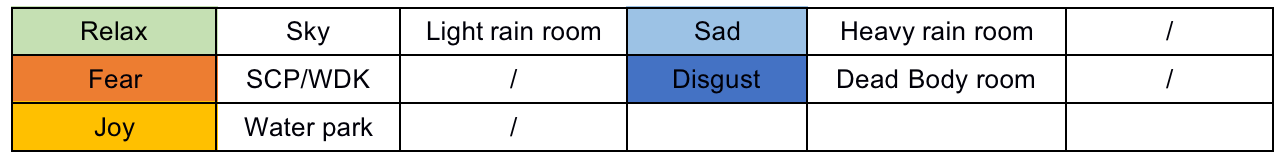 Relax Sky Light rain room Sad Heavy rain room /
Fear SCP/WDK / Disgust Dead Body room /
Joy Water park /